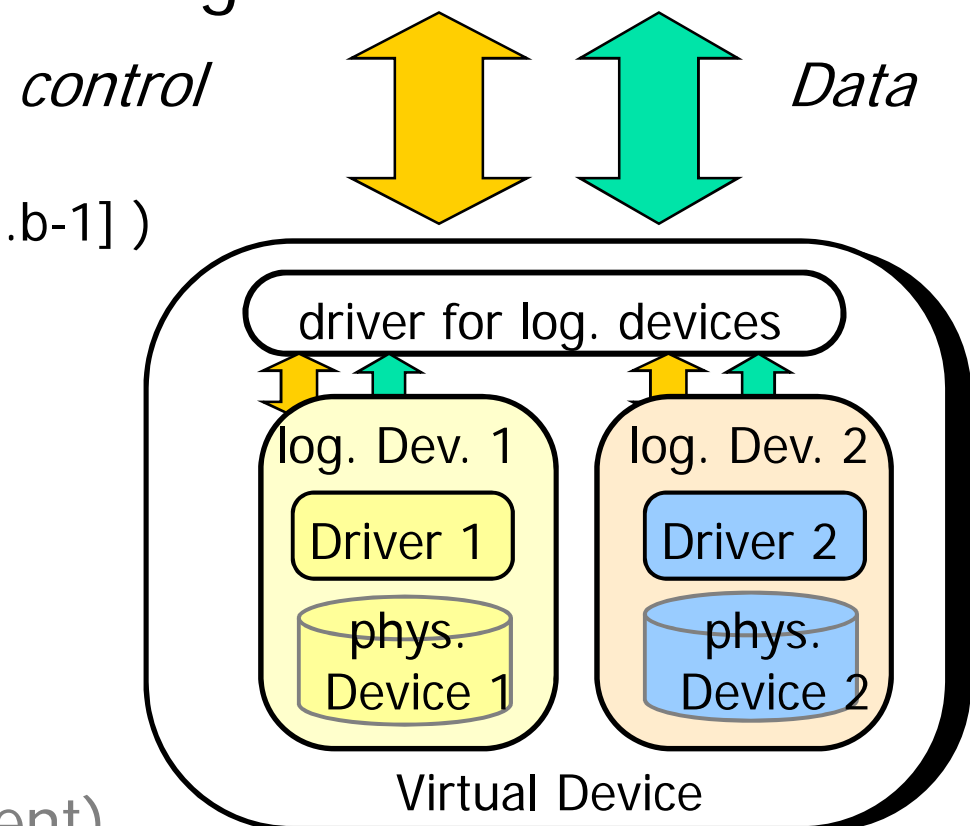 g
control
Data
.b-1] )
driver for log. devices
log. Dev. 1
log. Dev. 2
Driver 1
Driver 2
phys.
Device 1
phys.
Device 2
Virtual Device
ent)